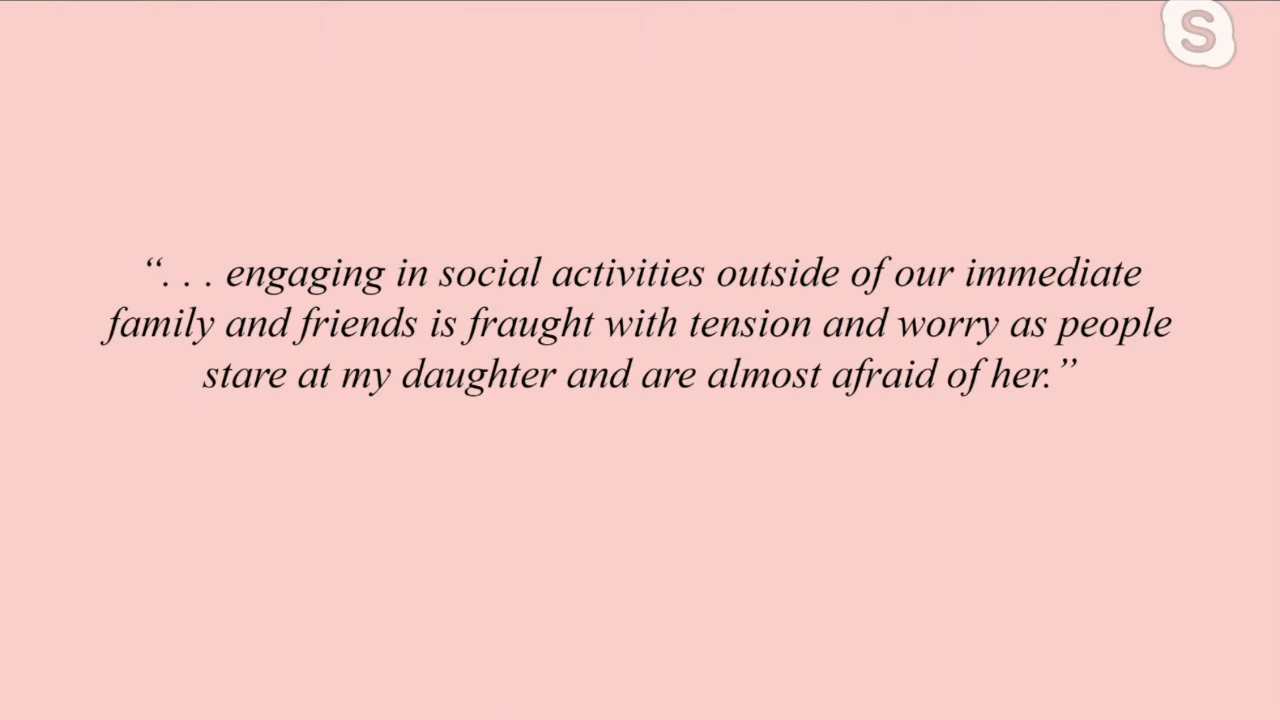 S
“. . . engaging in social activities outside of our immediate
family and friends is fraught with tension and worry as people
stare at my daughter and are almost afraid of her.”